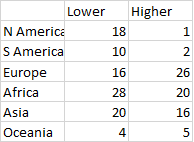 Lower Higher
N America 18 1
S America 10 2
Europe 16 26
Africa 28 20
Asia 20 16
Oceania 4 5